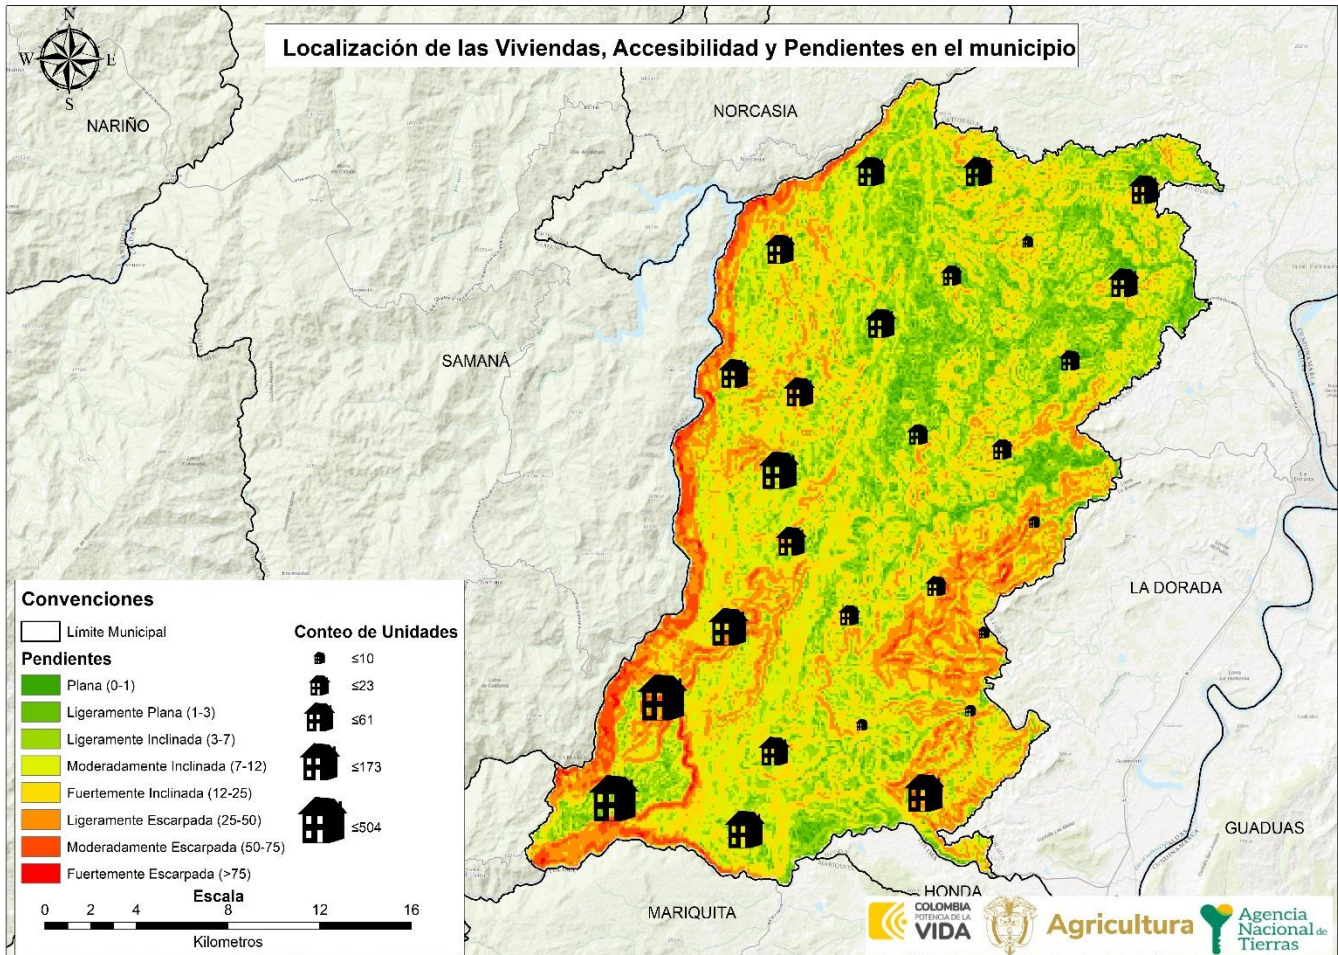 Localización de las Viviendas, Accesibilidad y Pendientes en el municipio
N
W
E
S
NARIÑO
NORCASIA
SAMANÁ
LA DORADA
GUADUAS
HONDA
MARIQUITA
Convenciones
Límite Municipal
Pendientes
Plana (0-1)
Ligeramente Plana (1-3)
Ligeramente Inclinada (3-7)
Moderadamente Inclinada (7-12)
Fuertemente Inclinada (12-25)
Ligeramente Escarpada (25-50)
Moderadamente Escarpada (50-75)
Fuertemente Escarpada (>75)
Conteo de Unidades
≤10
≤23
≤61
≤173
≤504
Escala
0 2 4 8 12 16
Kilometros
COLOMBIA
POTENCIA DE LA
VIDA
Agricultura
Agencia
Nacional de
Tierras